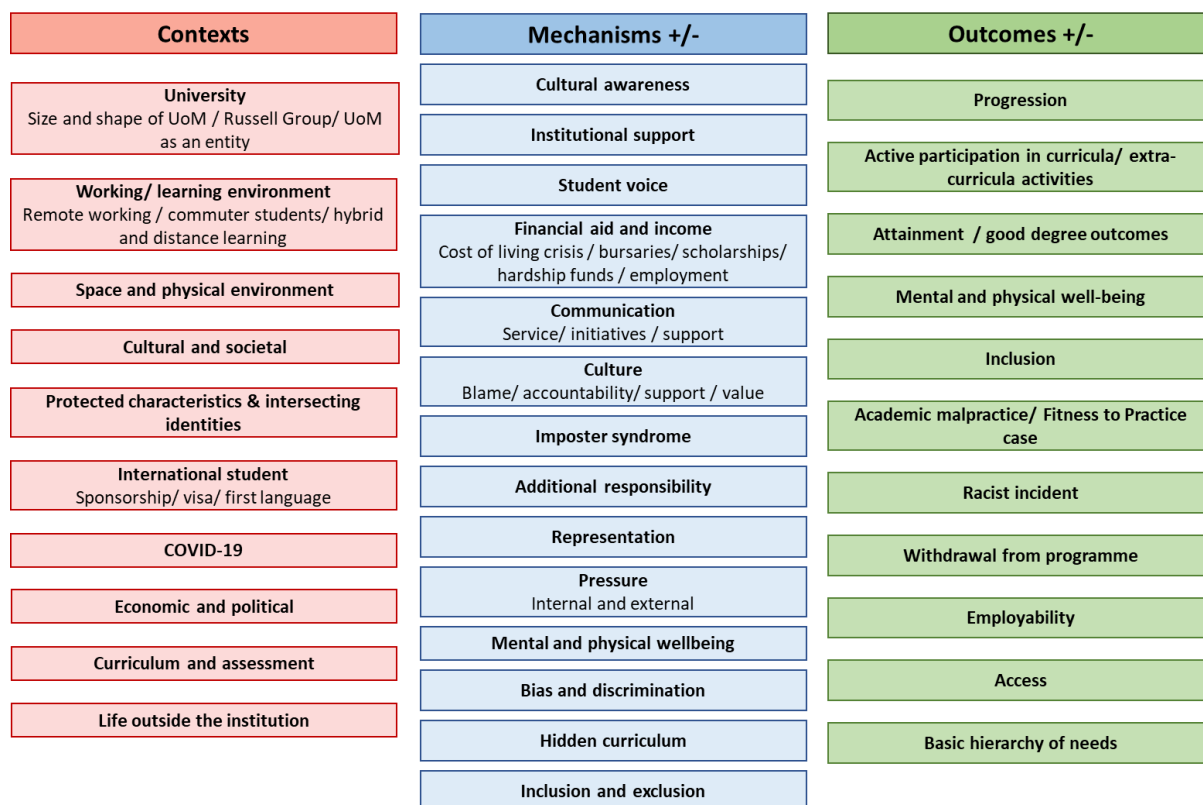 Contexts
University
Size and shape of UoM / Russell Group/ UoM
as an entity
Working/ learning environment
Remote working / commuter students/ hybrid
and distance learning
Space and physical environment
Cultural and societal
Protected characteristics & intersecting
identities
International student
Sponsorship/ visa/ first language
COVID-19
Economic and political
Curriculum and assessment
Life outside the institution
Mechanisms +/-
Cultural awareness
Institutional support
Student voice
Financial aid and income
Cost of living crisis / bursaries/ scholarships/
hardship funds / employment
Communication
Service/ initiatives / support
Culture
Blame/ accountability/ support / value
Imposter syndrome
Additional responsibility
Representation
Pressure
Internal and external
Mental and physical wellbeing
Bias and discrimination
Hidden curriculum
Inclusion and exclusion
Outcomes +/-
Progression
Active participation in curricula/ extra-
curricula activities
Attainment / good degree outcomes
Mental and physical well-being
Inclusion
Academic malpractice/ Fitness to Practice
case
Racist incident
Withdrawal from programme
Employability
Access
Basic hierarchy of needs